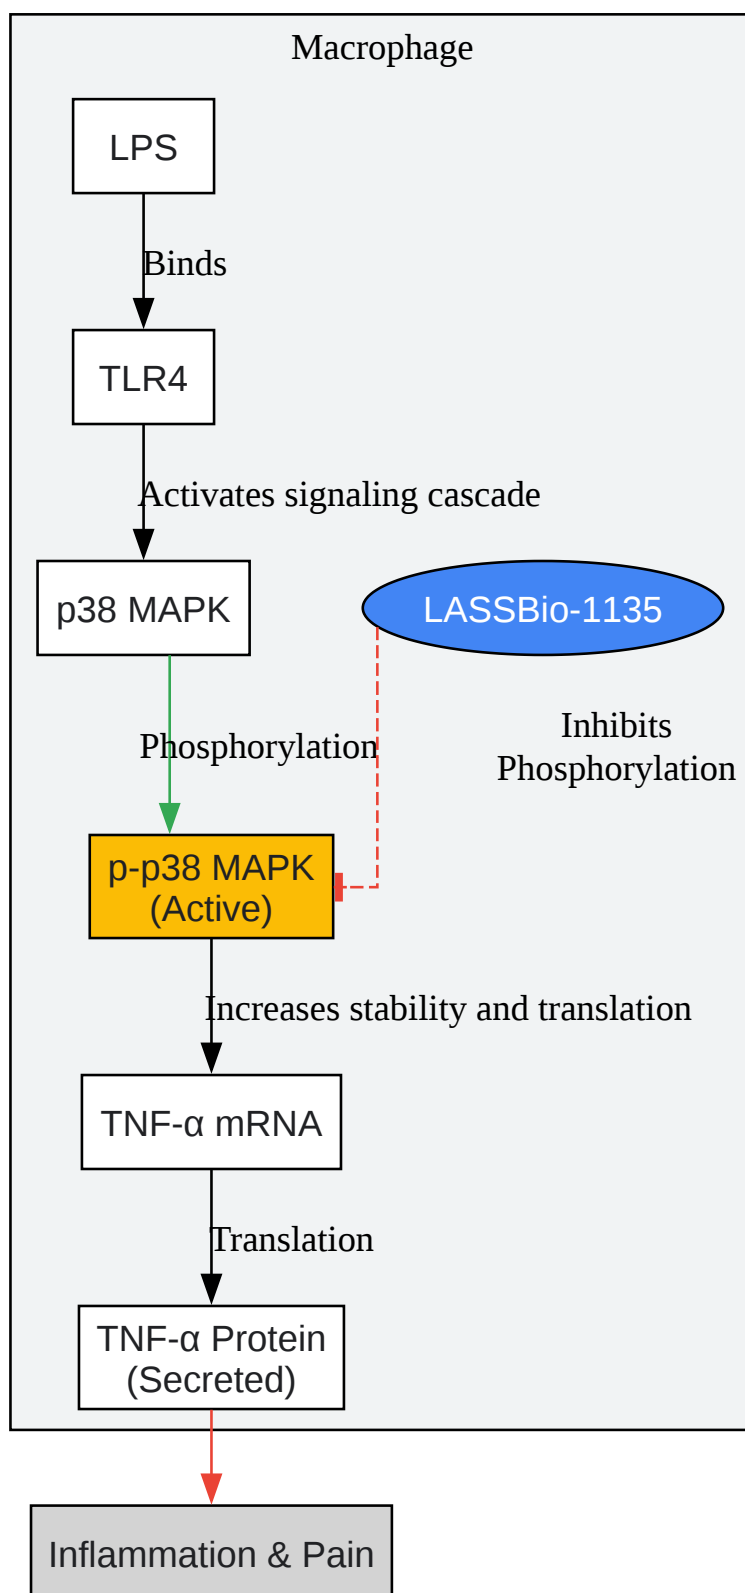 Macrophage
LPS
Binds
TLR4
Activates signaling cascade
p38 MAPK
LASSBio-1135
Phosphorylation
Inhibits
Phosphorylation
p-p38 MAPK
(Active)
Increases stability and translation
TNF-α mRNA
Translation
TNF-α Protein
(Secreted)
Inflammation & Pain